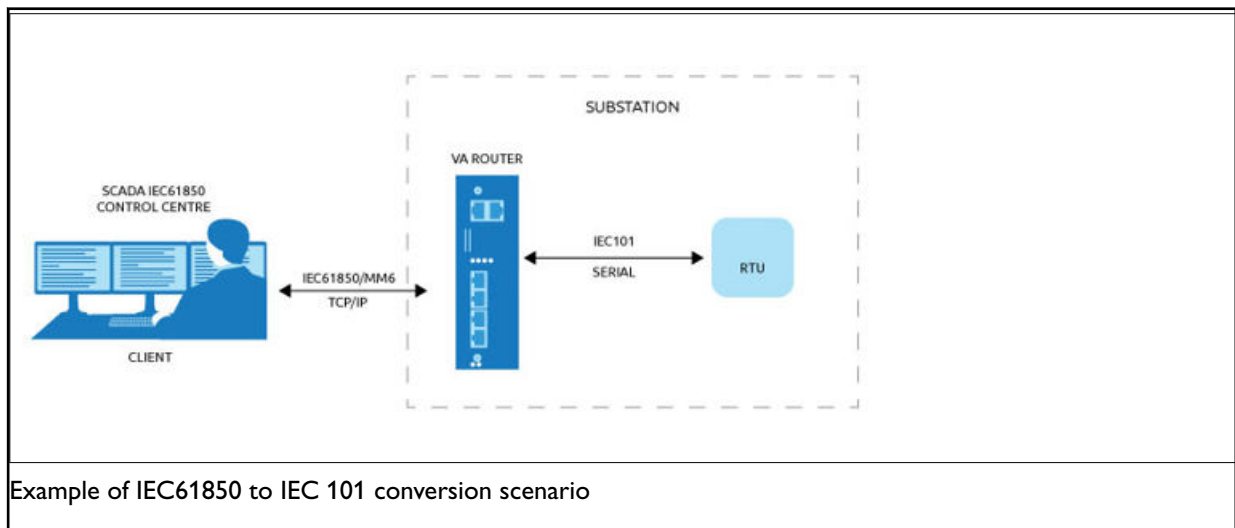 SUBSTATION
VA ROUTER
SCADA IEC61850
CONTROL CENTRE
IEC61850/MM6
TCP/IP
IEC101
SERIAL
RTU
CLIENT
Example of IEC61850 to IEC 101 conversion scenario